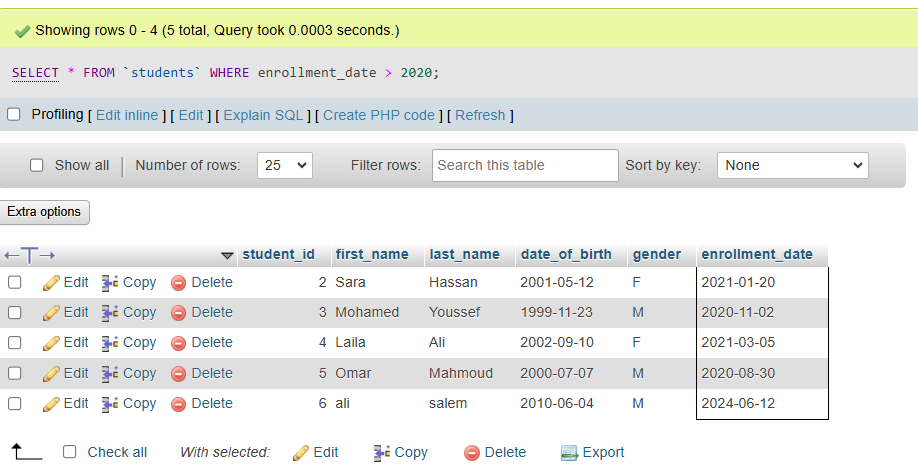 Showing rows 0 - 4 (5 total, Query took 0.0003 seconds.)
SELECT * FROM `students` WHERE enrollment_date > 2020;
Profiling [ Edit inline ] [ Edit ] [ Explain SQL ] [ Create PHP code ] [ Refresh ]
Show all Number of rows: 25 Filter rows: Search this table Sort by key: None
Extra options
student_id first_name last_name date_of_birth gender enrollment_date
Edit Copy Delete 2 Sara Hassan 2001-05-12 F 2021-01-20
Edit Copy Delete 3 Mohamed Youssef 1999-11-23 M 2020-11-02
Edit Copy Delete 4 Laila Ali 2002-09-10 F 2021-03-05
Edit Copy Delete 5 Omar Mahmoud 2000-07-07 M 2020-08-30
Edit Copy Delete 6 ali salem 2010-06-04 M 2024-06-12
Check all With selected: Edit Copy Delete Export